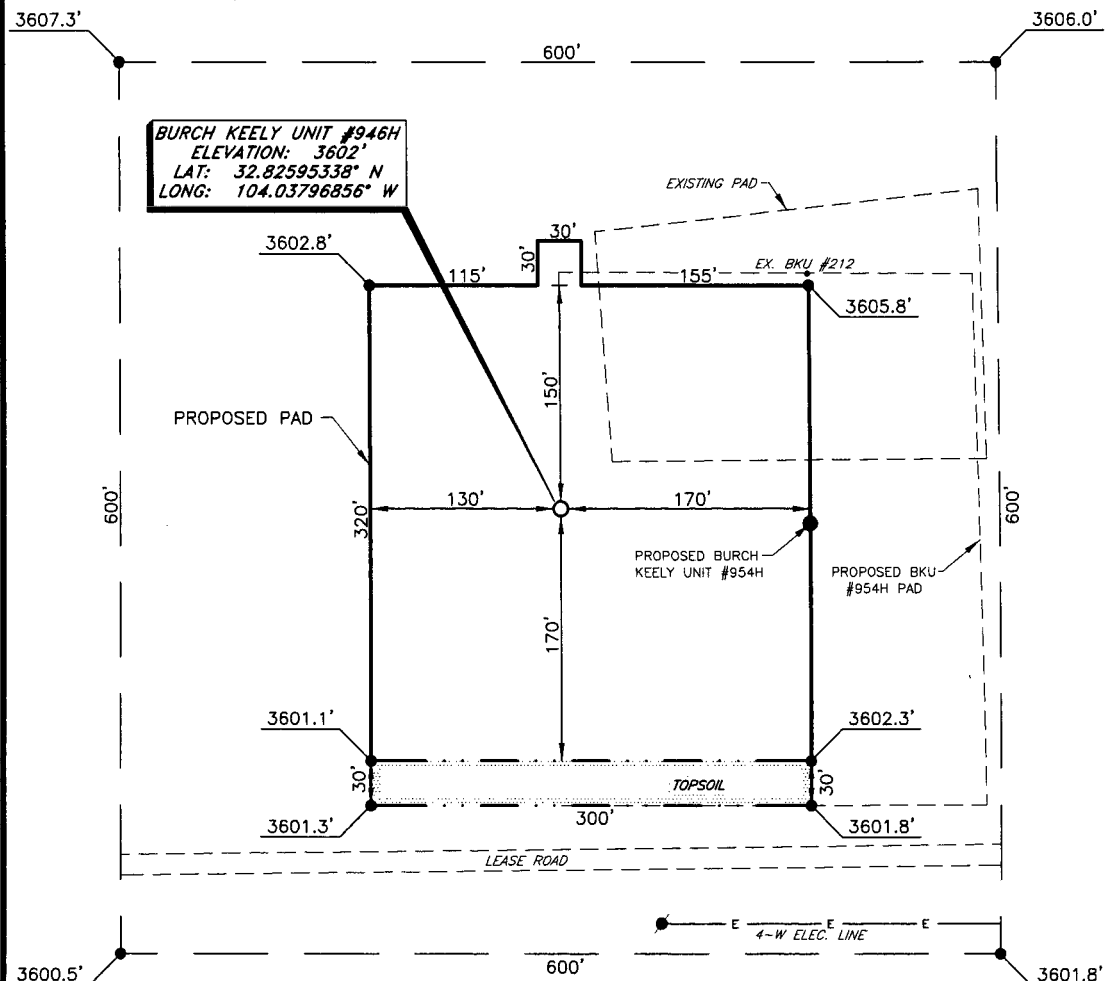 3607.3'
3606.0'
600'
BURCH KEELY UNIT #946H
ELEVATION: 3602'
LAT: 32.82595338° N
LONG: 104.03796856° W
EXISTING PAD
3602.8'
30'
30'
115'
155'
EX. BKU #212
3605.8'
150'
PROPOSED PAD
600'
320'
130'
170'
600'
PROPOSED BURCH
KEELY UNIT #954H
PROPOSED BKU
#954H PAD
170'
3601.1'
3602.3'
30'
TOPSOIL
30'
3601.3'
300'
3601.8'
LEASE ROAD
E E E
4-W ELEC. LINE
3600.5'
600'
3601.8'